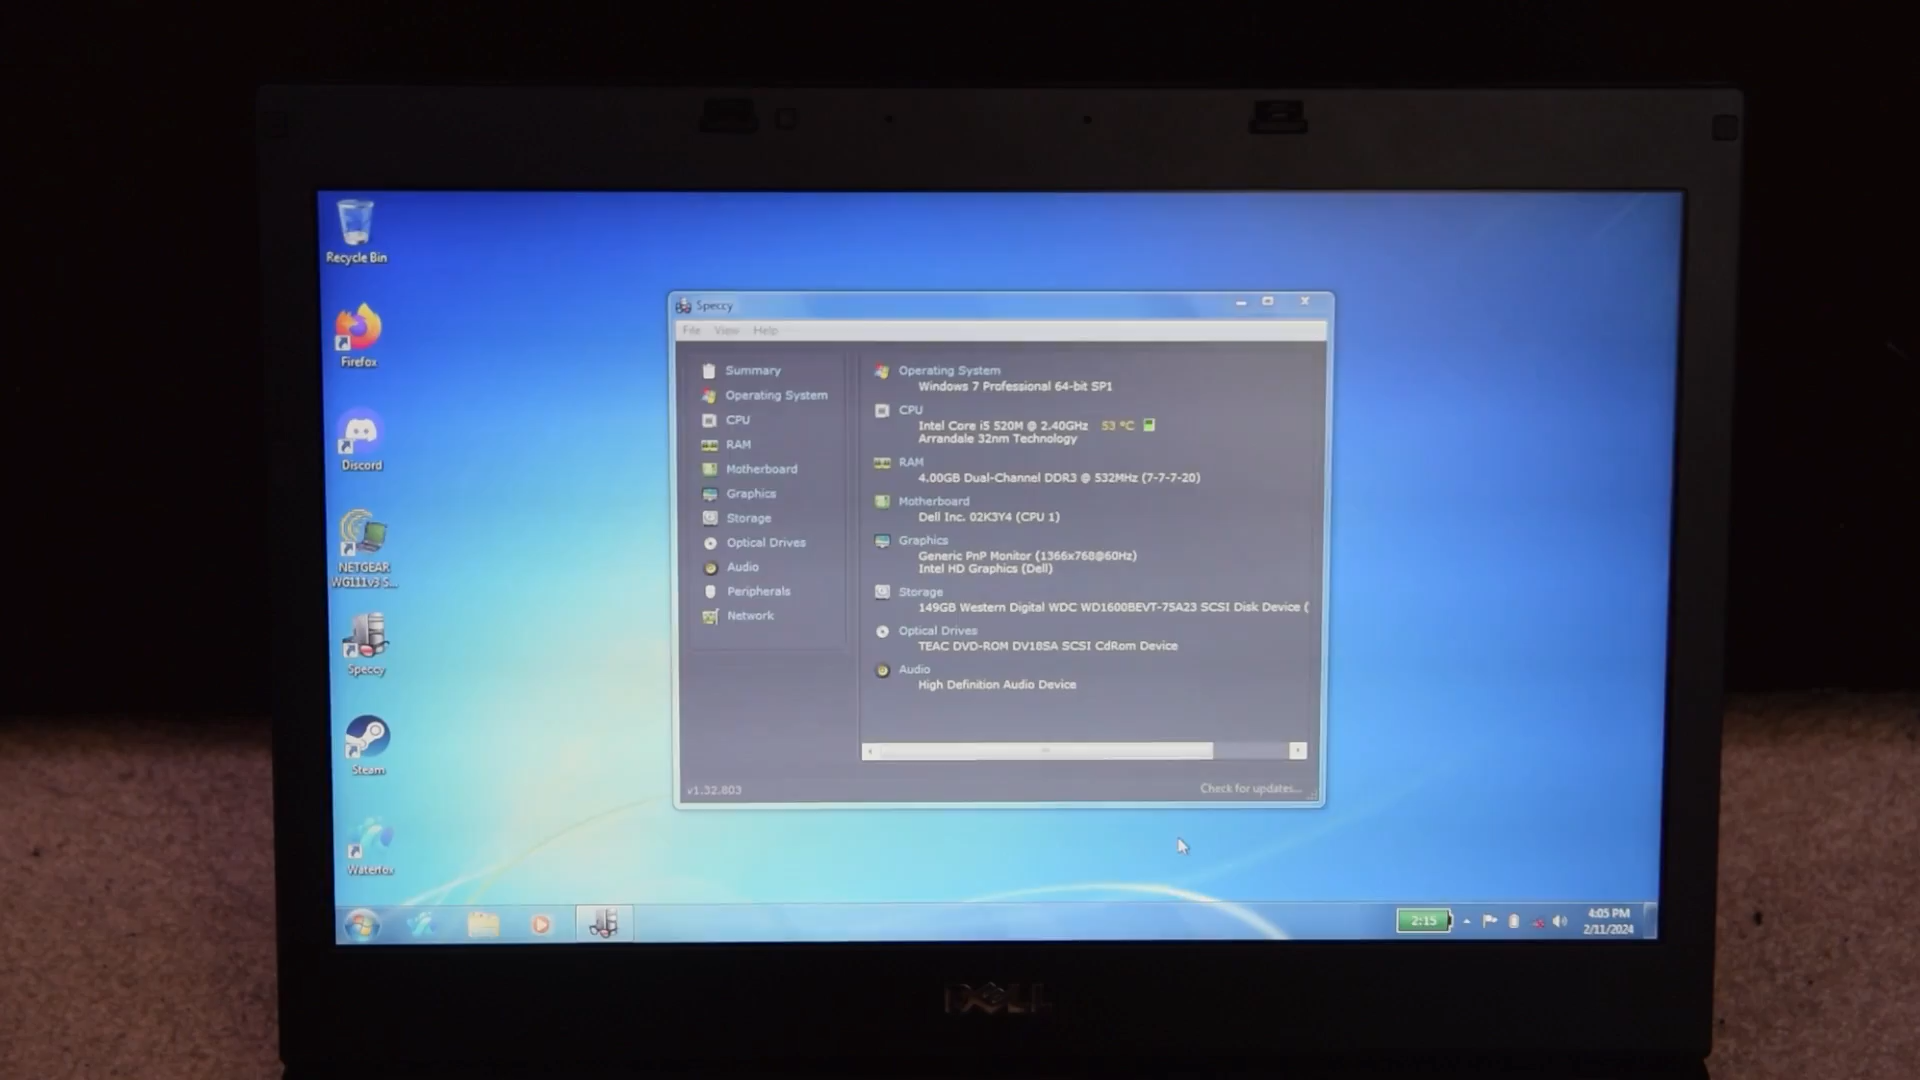 Recycle Bin
Firefox
Discord
NETGEAR
WG111v3 S...
Speccy
Steam
Waterfox
Speccy
File View Help
Summary
Operating System
CPU
RAM
Motherboard
Graphics
Storage
Optical Drives
Audio
Peripherals
Network
Operating System
Windows 7 Professional 64-bit SP1
CPU
Intel Core i5 520M @ 2.40GHz 53 °C
Arrandale 32nm Technology
RAM
4.00GB Dual-Channel DDR3 @ 532MHz (7-7-7-20)
Motherboard
Dell Inc. 02K3Y4 (CPU 1)
Graphics
Generic PnP Monitor (1366x768@60Hz)
Intel HD Graphics (Dell)
Storage
149GB Western Digital WDC WD1600BEVT-75A23 SCSI Disk Device (
Optical Drives
TEAC DVD-ROM DV18SA SCSI CdRom Device
Audio
High Definition Audio Device
v1.32.803
Check for updates...
2:15
4:05 PM
2/11/2024
DELL